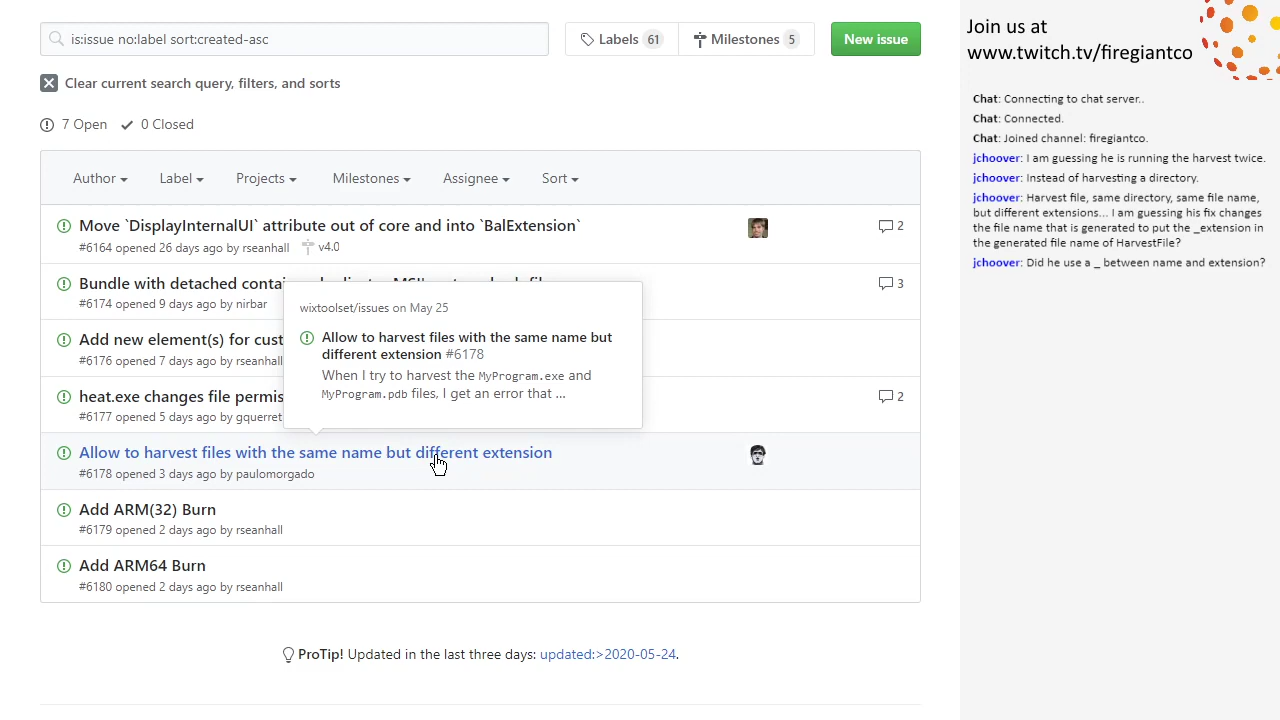 is:issue no:label sort:created-asc
Labels 61
Milestones 5
New issue
Clear current search query, filters, and sorts
7 Open
0 Closed
Author
Label
Projects
Milestones
Assignee
Sort
Move `DisplayInternalUI` attribute out of core and into `BalExtension`
2
#6164 opened 26 days ago by rseanhall
v4.0
Bundle with detached
3
#6174 opened 9 days ago by nirbar
wixtoolset/issues on May 25
Allow to harvest files with the same name but
different extension #6178
When I try to harvest the MyProgram.exe and
MyProgram.pdb files, I get an error that ...
Add new element(s) for
#6176 opened 7 days ago by rseanhall
heat.exe changes file
2
#6177 opened 5 days ago by gquerret
Allow to harvest files with the same name but different extension
#6178 opened 3 days ago by paulomorgado
Add ARM(32) Burn
#6179 opened 2 days ago by rseanhall
Add ARM64 Burn
#6180 opened 2 days ago by rseanhall
ProTip! Updated in the last three days: updated:>2020-05-24.
Join us at
www.twitch.tv/firegiantco
Chat: Connecting to chat server..
Chat: Connected.
Chat: Joined channel: firegiantco.
jchoover: I am guessing he is running the harvest twice.
jchoover: Instead of harvesting a directory.
jchoover: Harvest file, same directory, same file name,
but different extensions... I am guessing his fix changes
the file name that is generated to put the _extension in
the generated file name of HarvestFile?
jchoover: Did he use a _ between name and extension?